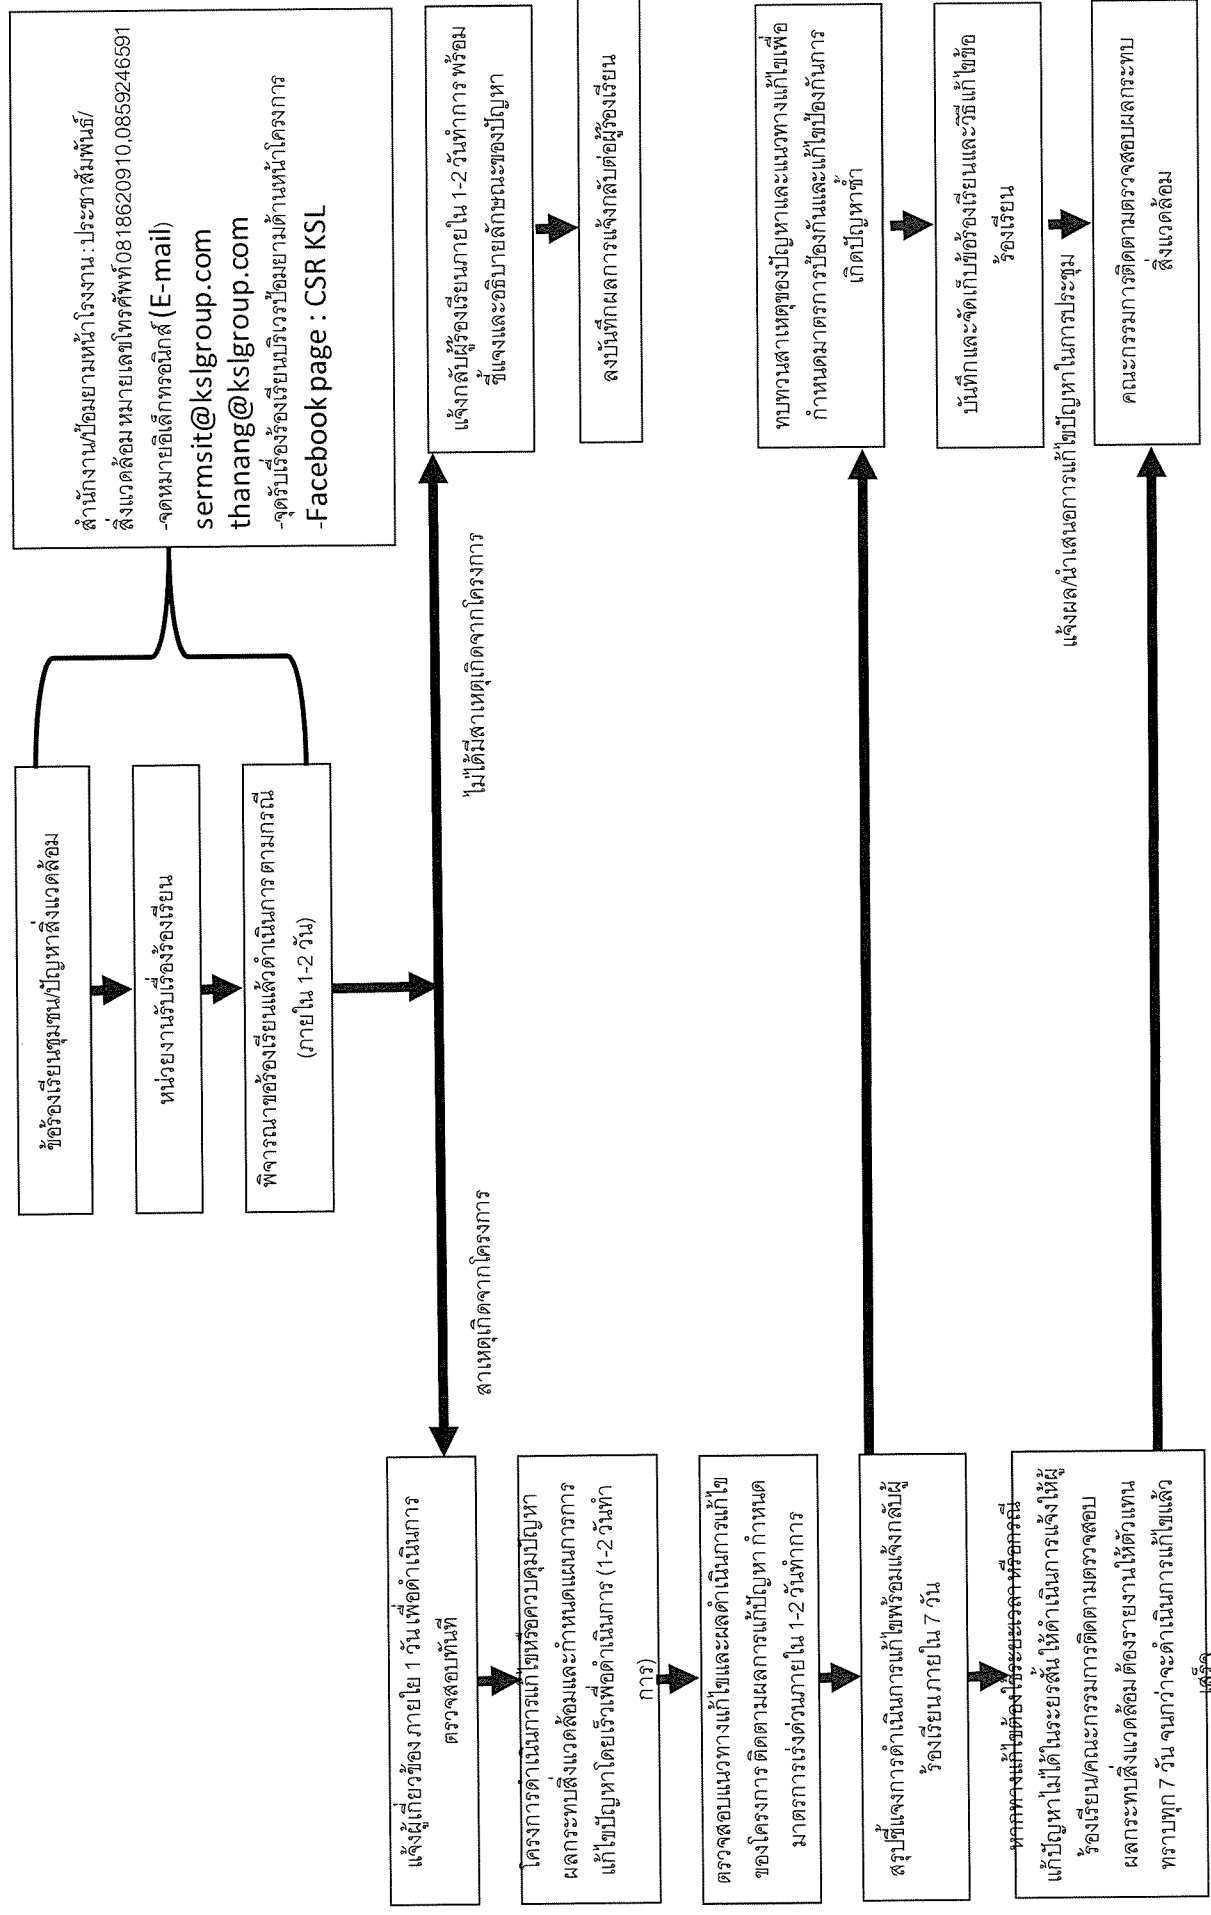 ข้อร้องเรียนชุมชน/ปัญหาสิ่งแวดล้อม
หน่วยงานรับเรื่องร้องเรียน
พิจารณาขอร้องเรียนแล้วดำเนินการ ตามกรณี
(ภายใน 1-2 วัน)
สำนักงาน/ป้อมยามหน้าโรงงาน : ประชาสัมพันธ์/
สิ่งแวดล้อม หมายเลขโทรศัพท์ 0818620910,0859246591
-จดหมายอิเล็กทรอนิกส์ (E-mail)
sermsit@kslgroup.com
thanang@kslgroup.com
-จุดรับเรื่องร้องเรียนบริเวรป้อมยามด้านหน้าโครงการ
-Facebook page : CSR KSL
สาเหตุเกิดจากโครงการ
ไม่ได้มีสาเหตุเกิดจากโครงการ
แจ้งกลับผู้ร้องเรียนภายใน 1-2 วันทำการ พร้อม
ชี้แจงและอธิบายลักษณะของปัญหา
ลงบันทึกผลการแจ้งกลับต่อผู้ร้องเรียน
แจ้งผู้เกี่ยวข้อง ภายใย 1 วัน เพื่อดำเนินการ
ตรวจสอบทันที
โครงการดำเนินการแก้ไขหรือควบคุมปัญหา
ผลกระทบสิ่งแวดล้อมและกำหนดแผนการการ
แก้ไขปัญหาโดยเร็วเพื่อดำเนินการ (1-2 วันทำ
การ)
ตรวจสอบแนวทางแก้ไขและผลดำเนินการแก้ไข
ของโครงการ ติดตามผลการแก้ปัญหา กำหนด
มาตรการเร่งด่วนภายใน 1-2 วันทำการ
สรุปชี้แจงการดำเนินการแก้ไขพร้อมแจ้งกลับผู้
ร้องเรียน ภายใน 7 วัน
หากทางแก้ไขต้องใช้ระยะเวลา หรือกรณี
แก้ปัญหาไม่ได้ในระยรสั้น ให้ดำเนินการแจ้งให้ผู้
ร้องเรียน/คณะกรรมการติดตามตรวจสอบ
ผลกระทบสิ่งแวดล้อม ต้องรายงานให้ตัวแทน
ทราบทุก 7 วัน จนกว่าจะดำเนินการแก้ไขแล้ว
เสร็จ
ทบทวนสาเหตุของปัญหาและแนวทางแก้ไขเพื่อ
กำหนดมาตรการป้องกันและแก้ไขป้องกันการ
เกิดปัญหาซ้ำ
บันทึกและจัดเก็บข้อร้องเรียนและวิธีแก้ไขข้อ
ร้องเรียน
แจ้งผล/นำเสนอการแก้ไขปัญหาในการประชุม
คณะกรรมการติดตามตรวจสอบผลกระทบ
สิ่งแวดล้อม